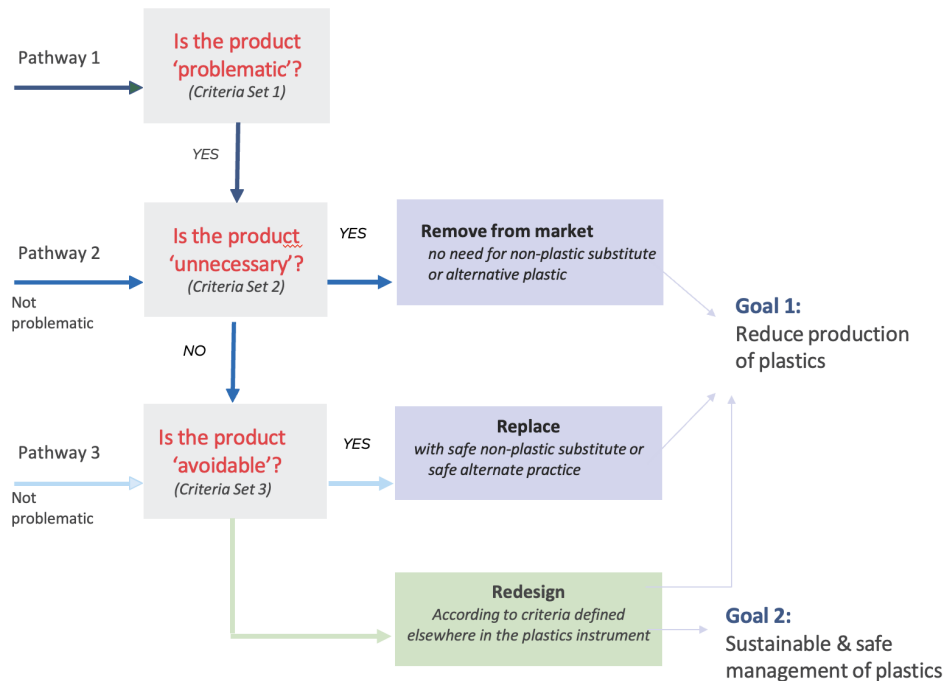 Pathway 1
Is the product
‘problematic’?
(Criteria Set 1)
YES
Pathway 2
Not
problematic
Is the product
‘unnecessary’?
(Criteria Set 2)
YES
Remove from market
no need for non-plastic substitute
or alternative plastic
Goal 1:
Reduce production
of plastics
NO
Pathway 3
Not
problematic
Is the product
‘avoidable’?
(Criteria Set 3)
YES
Replace
with safe non-plastic substitute or
safe alternate practice
Redesign
According to criteria defined
elsewhere in the plastics instrument
Goal 2:
Sustainable & safe
management of plastics